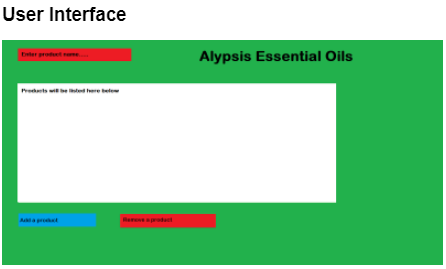 User Interface
Enter product name.....
Alypsis Essential Oils
Products will be listed here below
Add a product
Remove a product